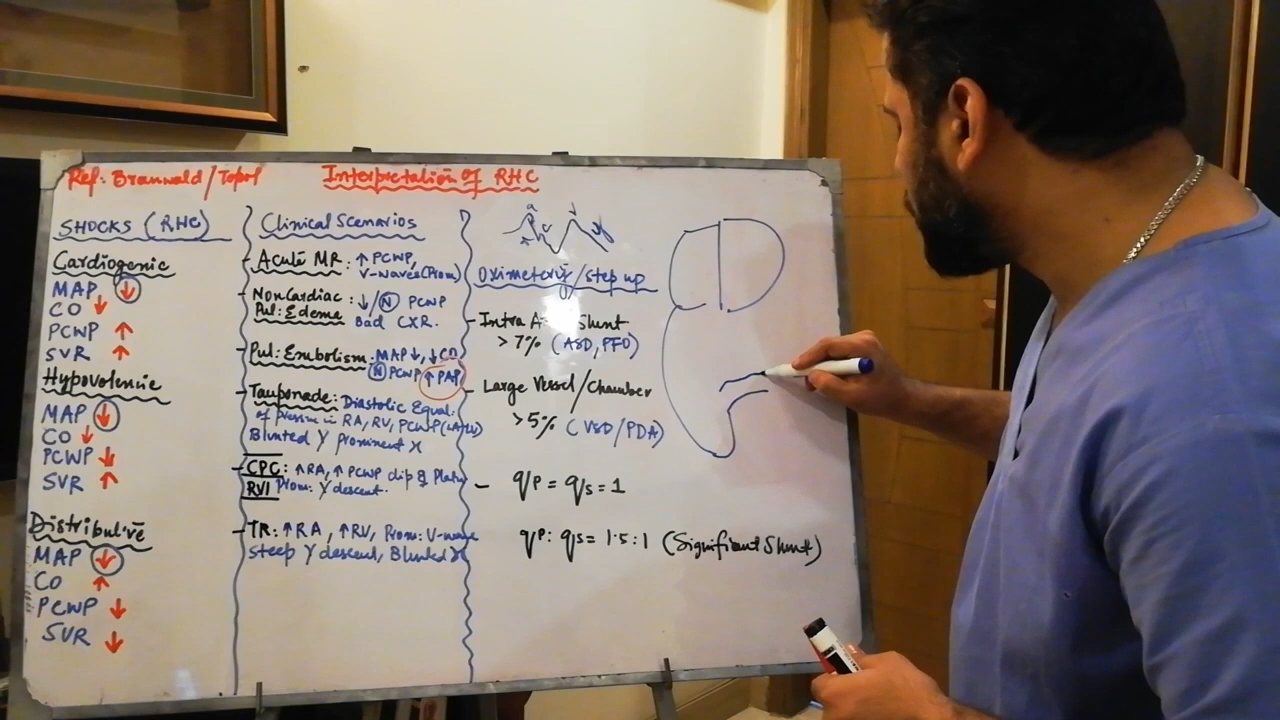 Ref: Braunwald/Topol
Interpretation of RHC
SHOCKS (RHC)
Cardiogenic
MAP ↓
CO ↓
PCWP ↑
SVR ↑
Hypovolemic
MAP ↓
CO ↓
PCWP ↓
SVR ↑
Distributive
MAP ↓
CO ↑
PCWP ↓
SVR ↓
Clinical Scenarios
- Acute MR: ↑ PCWP,
V-waves (Prom)
- NonCardiac : ↓/N PCWP
Pul: Edema Bad CXR.
- Pul: Embolism: MAP↓, ↓CO
N PCWP ↑PAP
- Tamponade: Diastolic Equal.
of pressure in RA, RV, PCWP
Blunted Y prominent X
- CPC: ↑RA, ↑PCWP dip & Plateau
RVI Prom: Y descent.
- TR: ↑RA, ↑RV, Prom: V-wave
steep Y descent, Blunted X
a
x
c
v
y
Oximetery/step up
- Intra Shunt
>7% (ASD, PFO)
- Large Vessel/Chamber
>5% (VSD/PDA)
- qp = qs = 1
qp: qs = 1.5:1 (Significant Shunt)